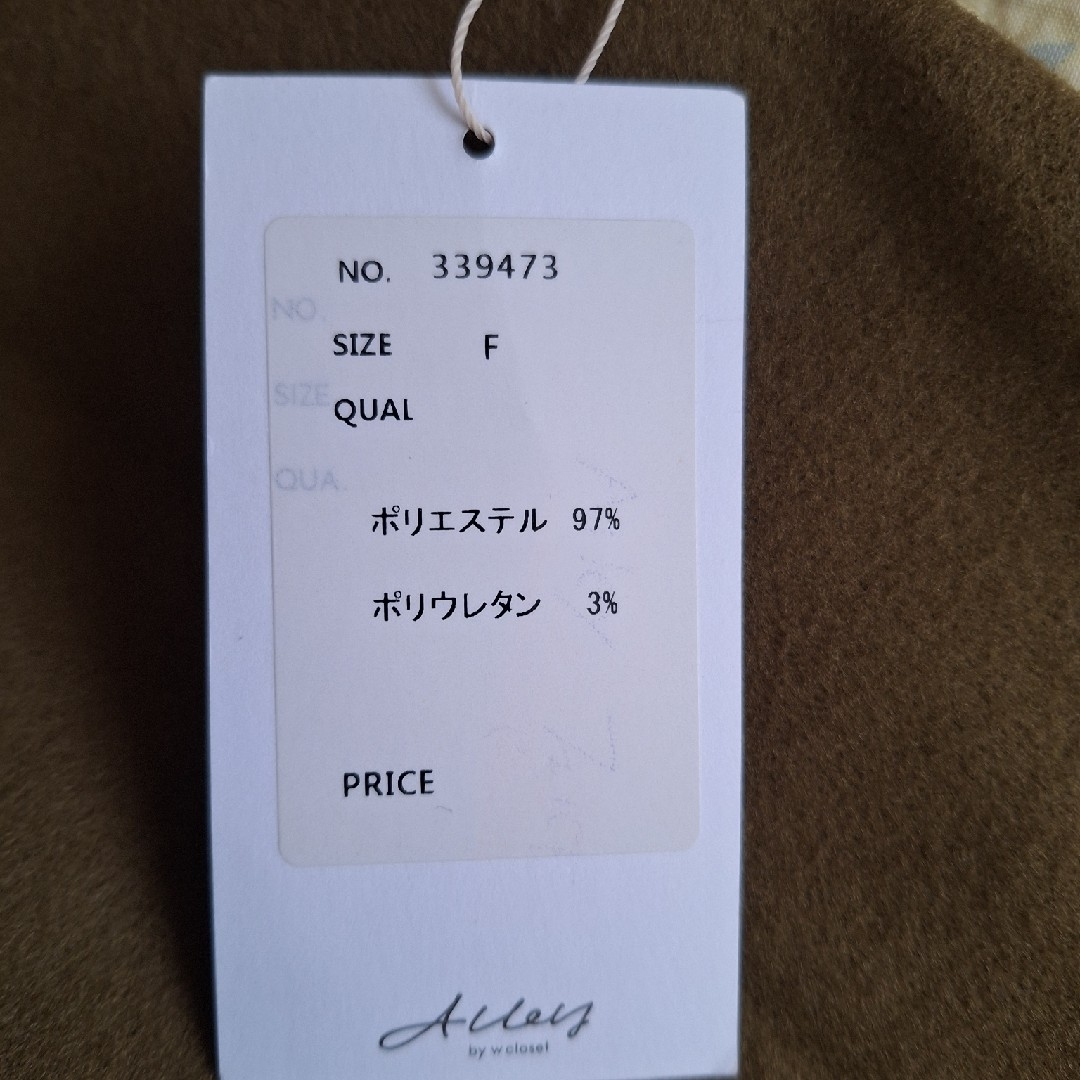 NO. 339473
NO.
SIZE F
SIZE
QUAL
QUA.
ポリエステル 97%
ポリウレタン 3%
PRICE
Alley
by w closet